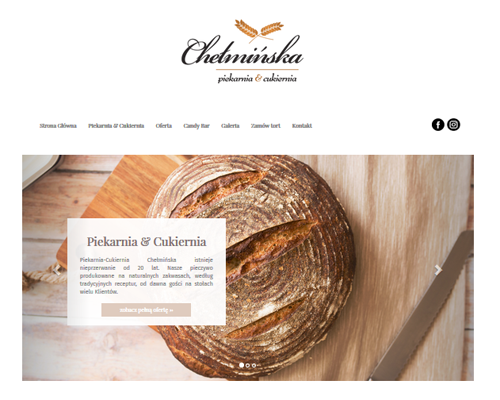 Chełmińska
piekarnia & cukiernia
Strona Główna Piekarnia & Cukiernia Oferta Candy Bar Galeria Zamów tort Kontakt
Piekarnia & Cukiernia
Piekarnia-Cukiernia Chełmińska istnieje
nieprzerwanie od 20 lat. Nasze pieczywo
produkowane na naturalnych zakwasach, według
tradycyjnych receptur, od dawna gości na stołach
wielu Klientów.
zobacz pełną ofertę »